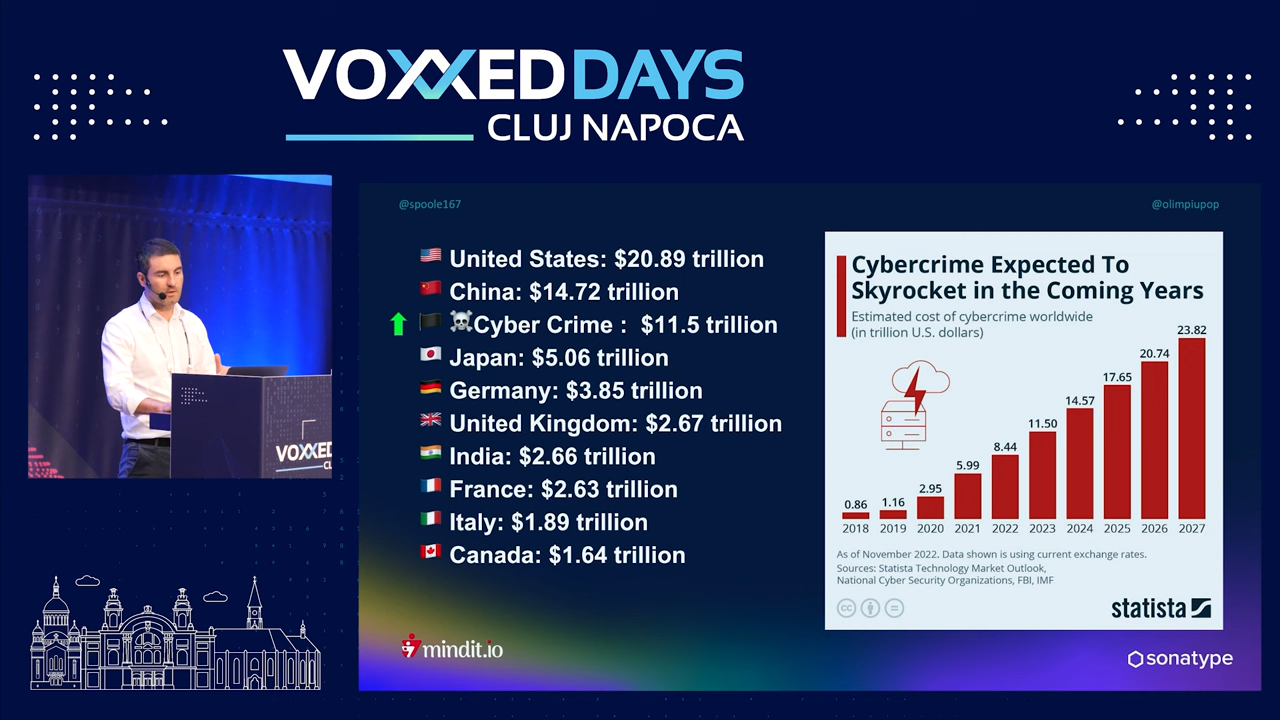 VOXXED DAYS
CLUJ NAPOCA
@spoole167
@olimpiupop
United States: $20.89 trillion
China: $14.72 trillion
Cyber Crime : $11.5 trillion
Japan: $5.06 trillion
Germany: $3.85 trillion
United Kingdom: $2.67 trillion
India: $2.66 trillion
France: $2.63 trillion
Italy: $1.89 trillion
Canada: $1.64 trillion
mindit.io
Cybercrime Expected To
Skyrocket in the Coming Years
Estimated cost of cybercrime worldwide
(in trillion U.S. dollars)
0.86 1.16 2.95 5.99 8.44 11.50 14.57 17.65 20.74 23.82
2018 2019 2020 2021 2022 2023 2024 2025 2026 2027
As of November 2022. Data shown is using current exchange rates.
Sources: Statista Technology Market Outlook,
National Cyber Security Organizations, FBI, IMF
cc
statista
sonatype
VOXXED
CL